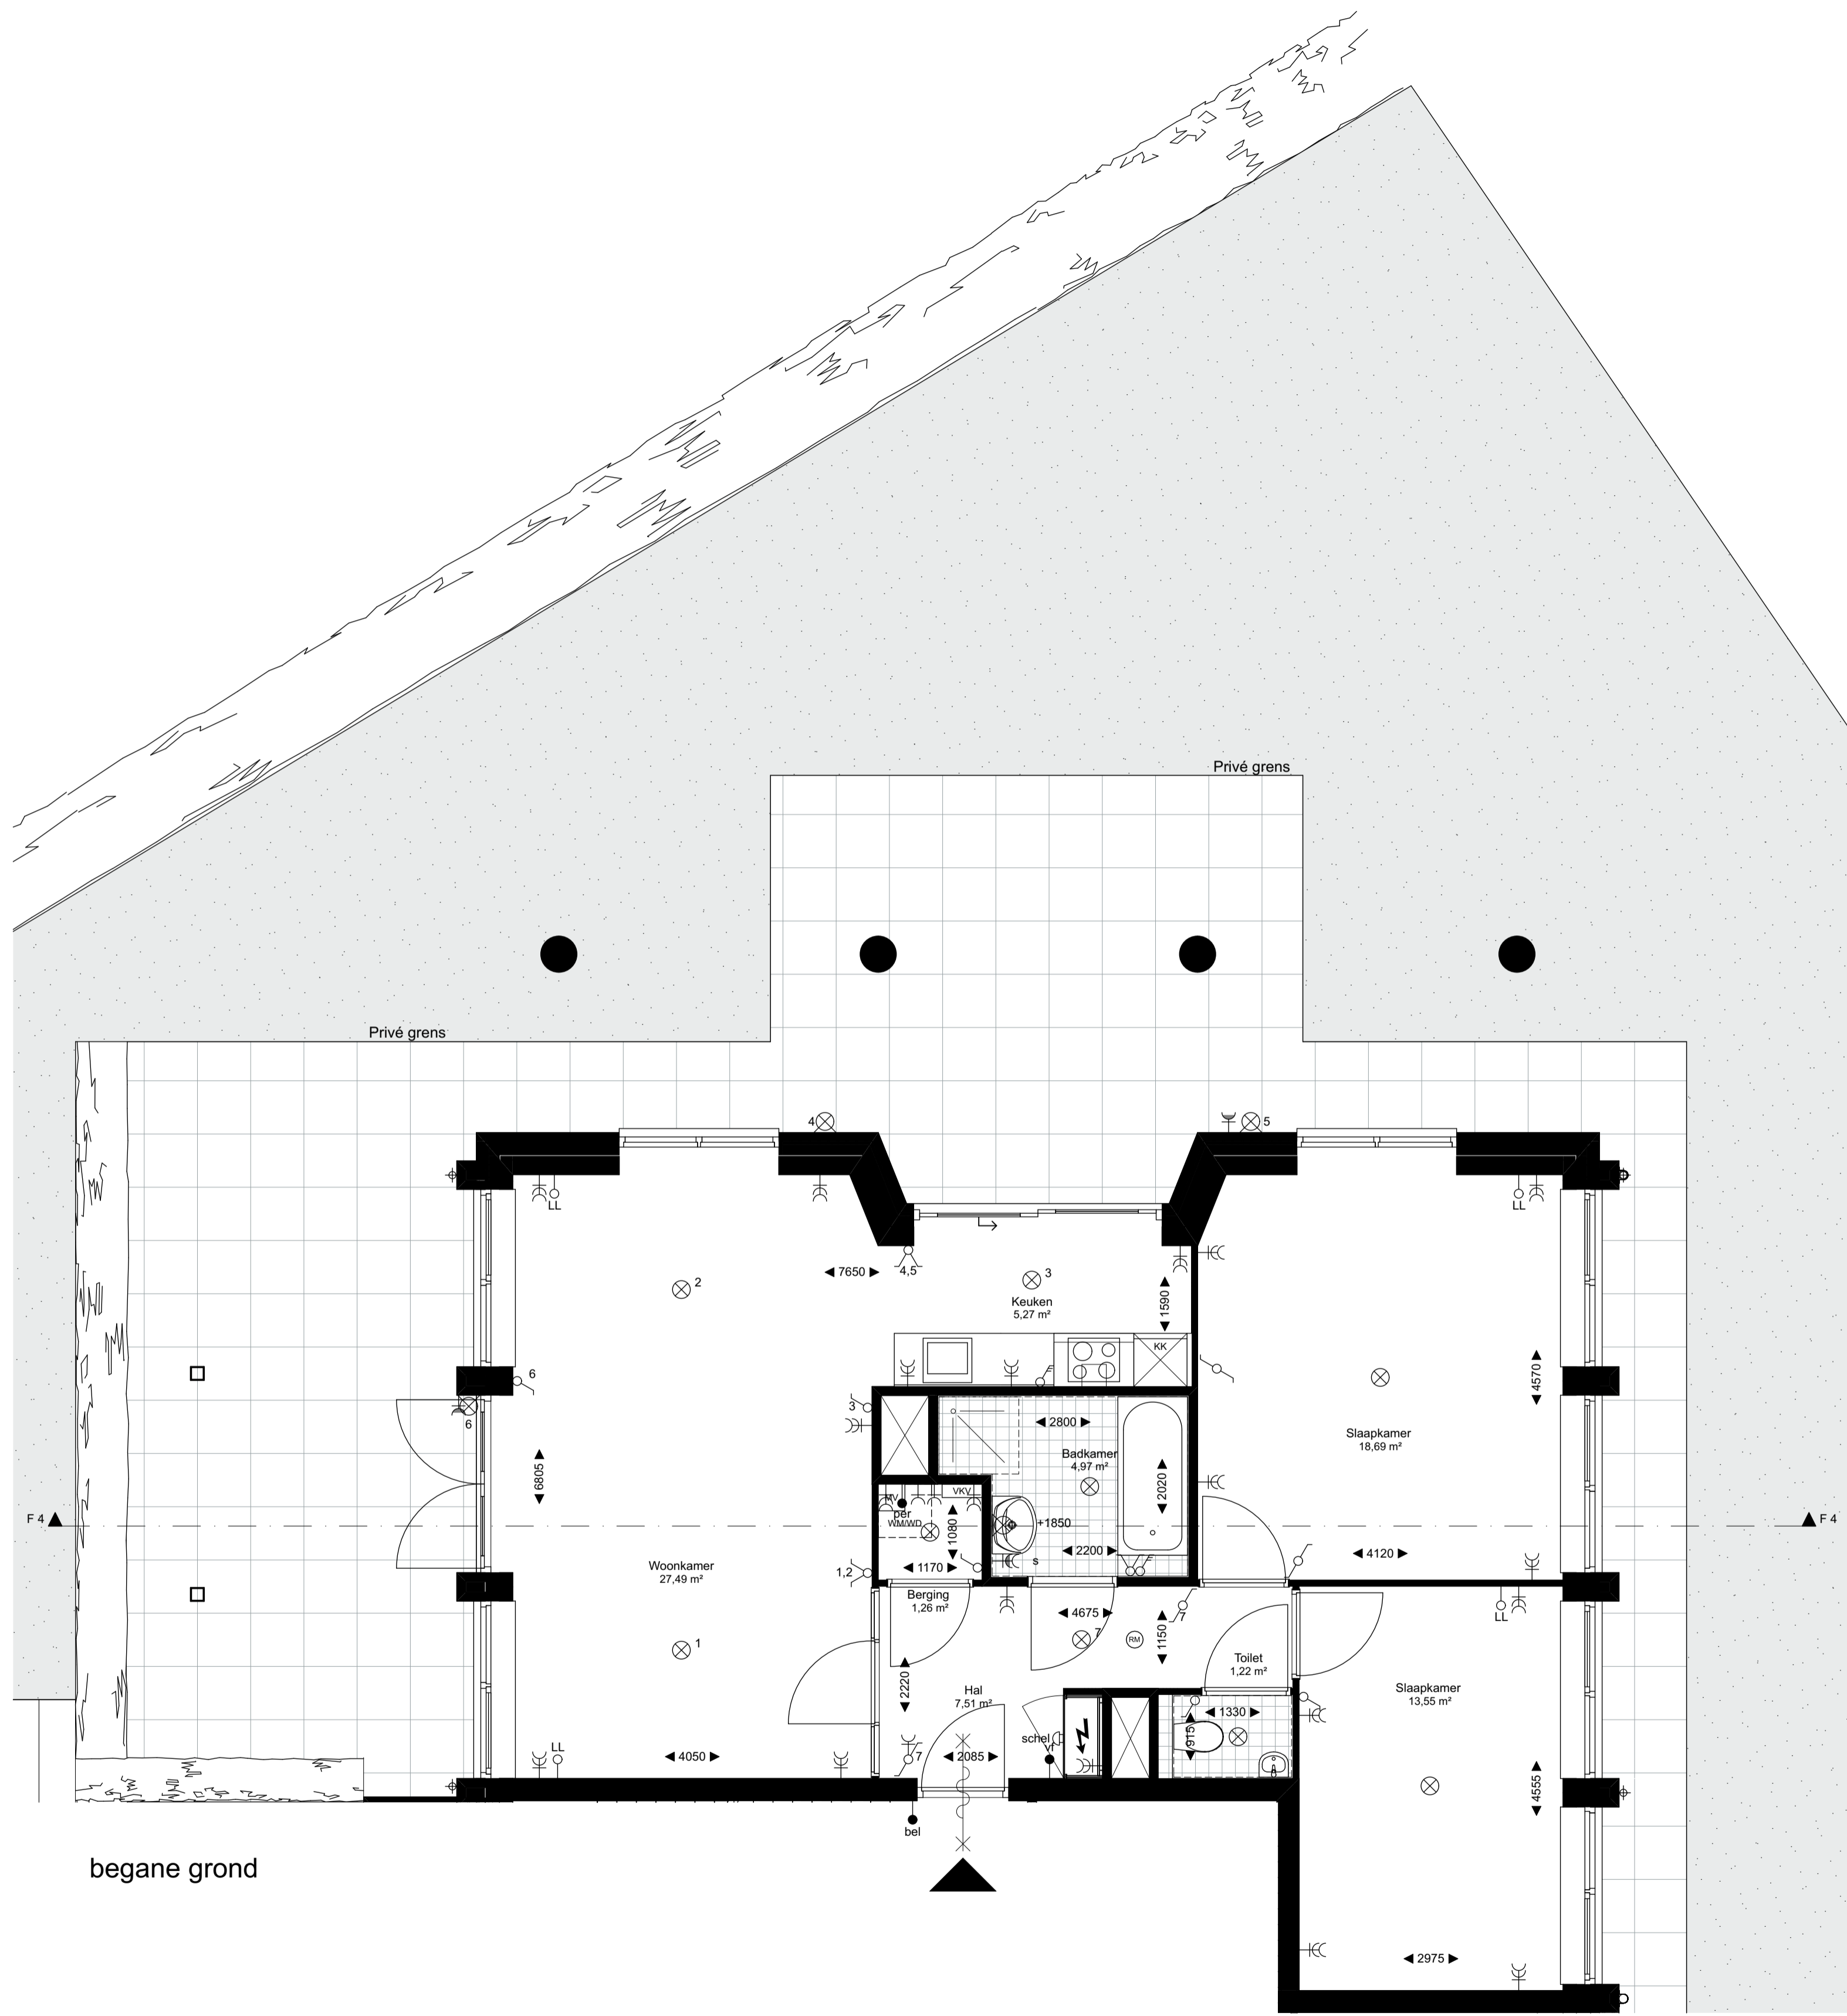 Privé grens
Privé grens
4
5
LL
LL
7650
4,5
2
3
Keuken
5,27 m²
1590
KK
6
6
3
2800
Badkamer
4,97 m²
2020
4570
Slaapkamer
18,69 m²
6805
MV
VKV
per
WM/WD
1080
+1850
F 4
F 4
2200
s
4120
Woonkamer
27,49 m²
1,2
1170
Berging
1,26 m²
4675
7
7
RM
1150
LL
1
2220
Hal
7,51 m²
Toilet
1,22 m²
Slaapkamer
13,55 m²
1330
915
schel
vr
LL
4050
7
2085
4555
bel
begane grond
2975